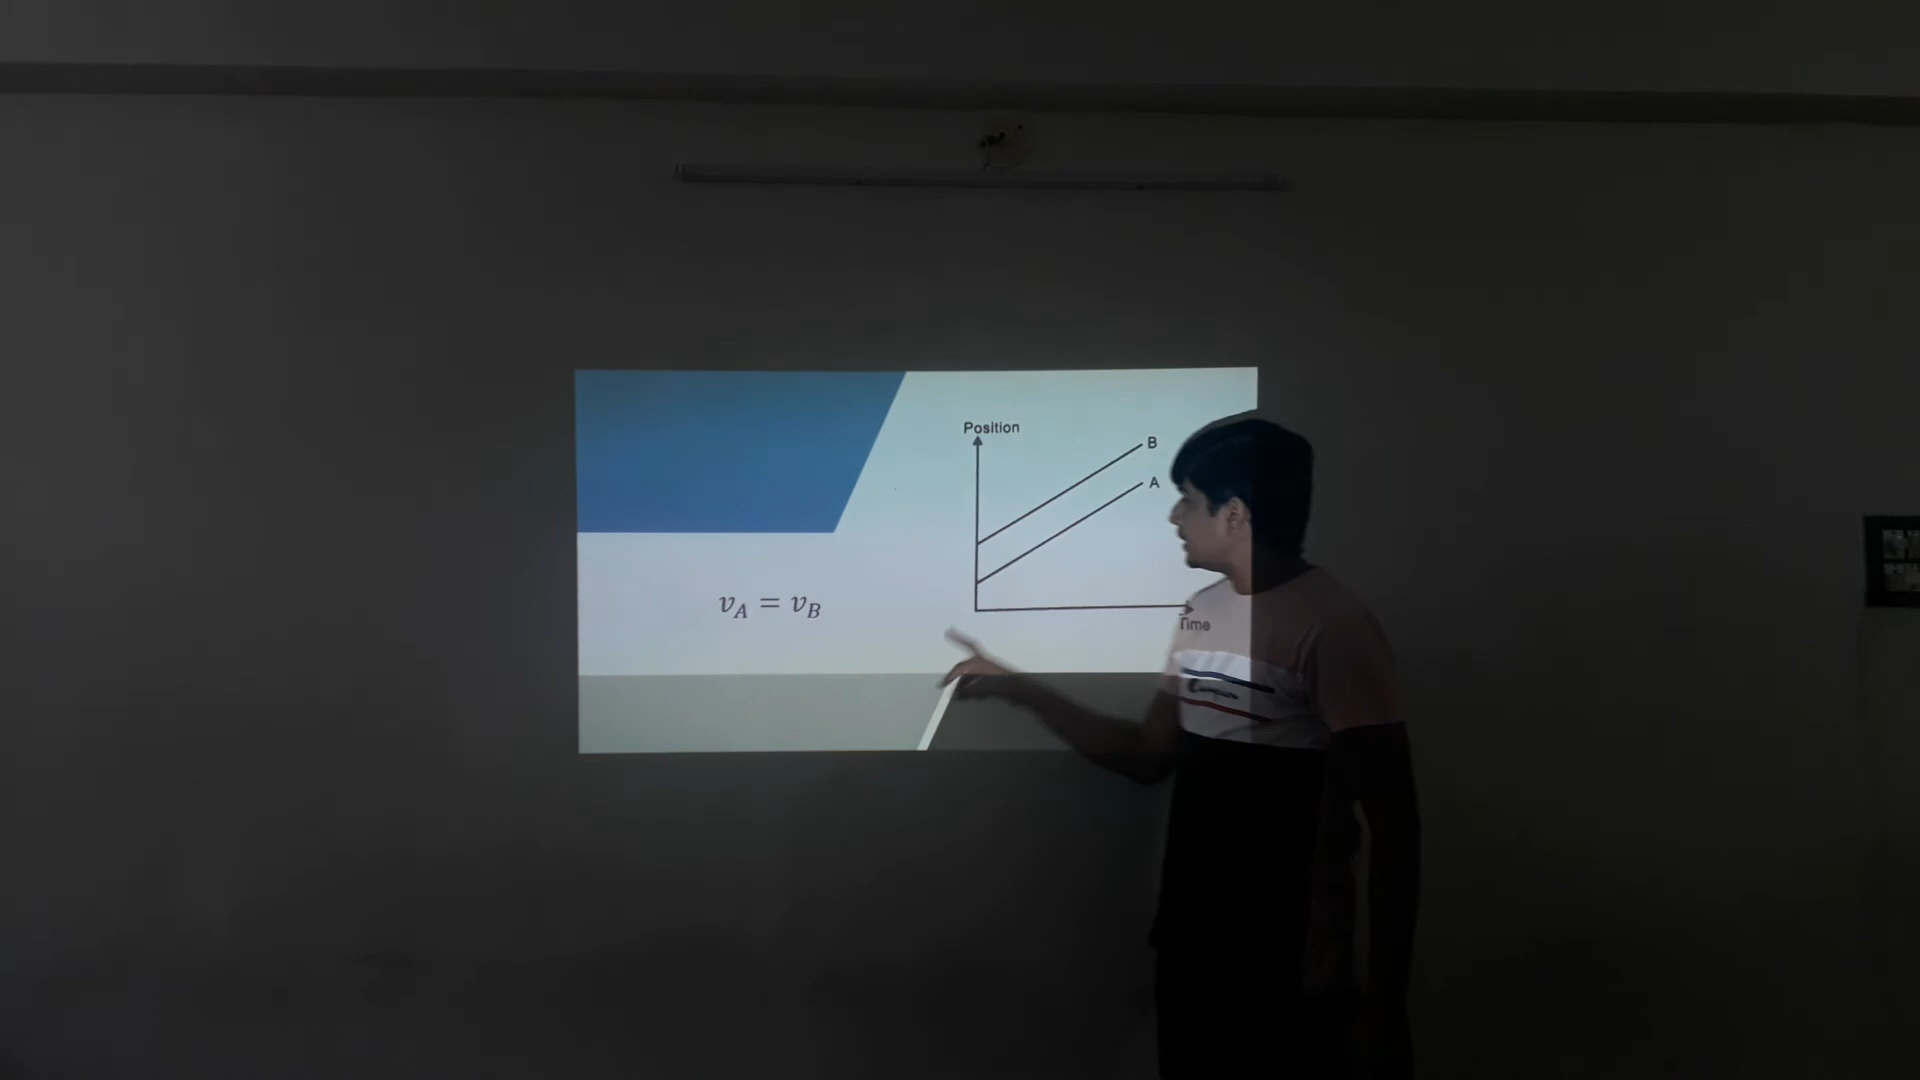 Position
B
A
Time
v_A = v_B